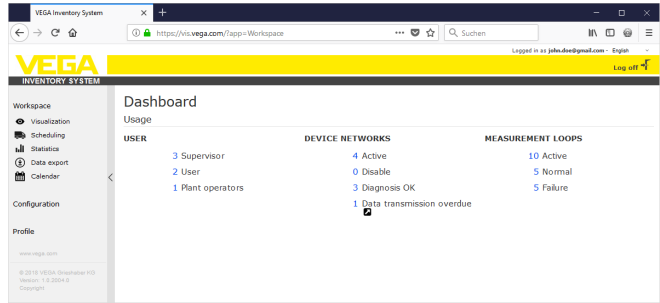 VEGA Inventory System
https://vis.vega.com/?app=Workspace
Suchen
Logged in as john.doe@gmail.com - English
VEGA
Log off
INVENTORY SYSTEM
Workspace
Visualization
Scheduling
Statistics
Data export
Calendar
Configuration
Profile
www.vega.com
© 2018 VEGA Grieshaber KG
Version: 1.8.2004.0
Copyright
Dashboard
Usage
USER
3 Supervisor
2 User
1 Plant operators
DEVICE NETWORKS
4 Active
0 Disable
3 Diagnosis OK
1 Data transmission overdue
MEASUREMENT LOOPS
10 Active
5 Normal
5 Failure